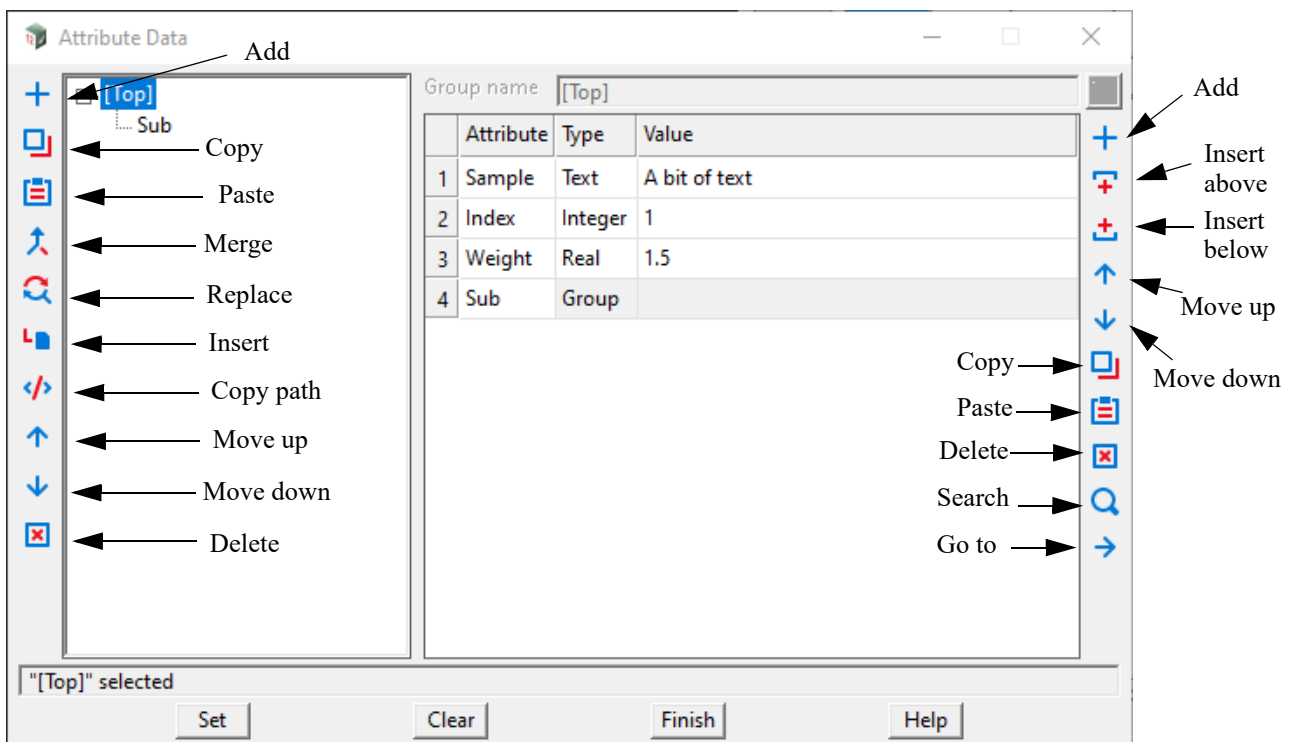 Attribute Data
Add
[Top]
Sub
Copy
Paste
Merge
Replace
Insert
Copy path
Move up
Move down
Delete
Group name [Top]
Attribute Type Value
1 Sample Text A bit of text
2 Index Integer 1
3 Weight Real 1.5
4 Sub Group
Add
Insert
above
Insert
below
Move up
Move down
Copy
Paste
Delete
Search
Go to
"[Top]" selected
Set Clear Finish Help